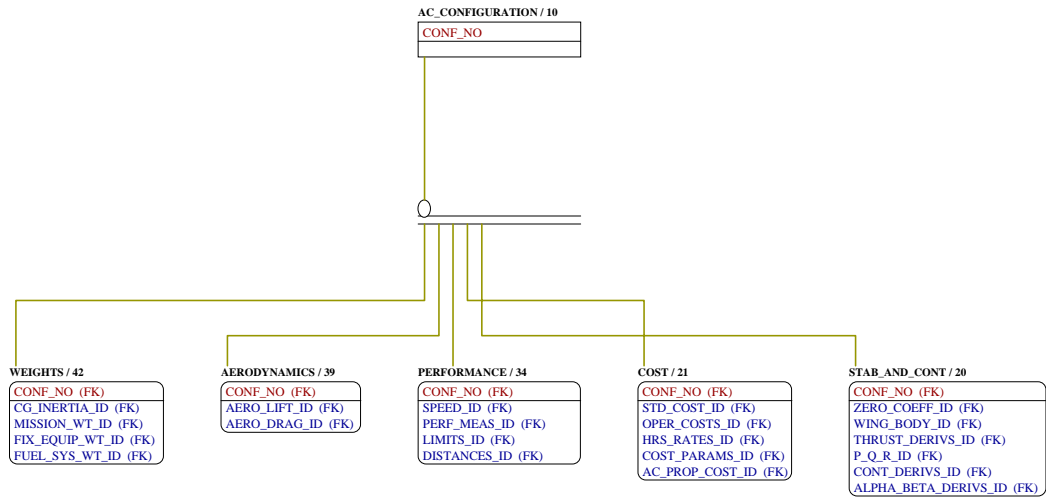 AC_CONFIGURATION / 10
CONF_NO
WEIGHTS / 42
CONF_NO (FK)
CG_INERTIA_ID (FK)
MISSION_WT_ID (FK)
FIX_EQUIP_WT_ID (FK)
FUEL_SYS_WT_ID (FK)
AERODYNAMICS / 39
CONF_NO (FK)
AERO_LIFT_ID (FK)
AERO_DRAG_ID (FK)
PERFORMANCE / 34
CONF_NO (FK)
SPEED_ID (FK)
PERF_MEAS_ID (FK)
LIMITS_ID (FK)
DISTANCES_ID (FK)
COST / 21
CONF_NO (FK)
STD_COST_ID (FK)
OPER_COSTS_ID (FK)
HRS_RATES_ID (FK)
COST_PARAMS_ID (FK)
AC_PROP_COST_ID (FK)
STAB_AND_CONT / 20
CONF_NO (FK)
ZERO_COEFF_ID (FK)
WING_BODY_ID (FK)
THRUST_DERIVS_ID (FK)
P_Q_R_ID (FK)
CONT_DERIVS_ID (FK)
ALPHA_BETA_DERIVS_ID (FK)